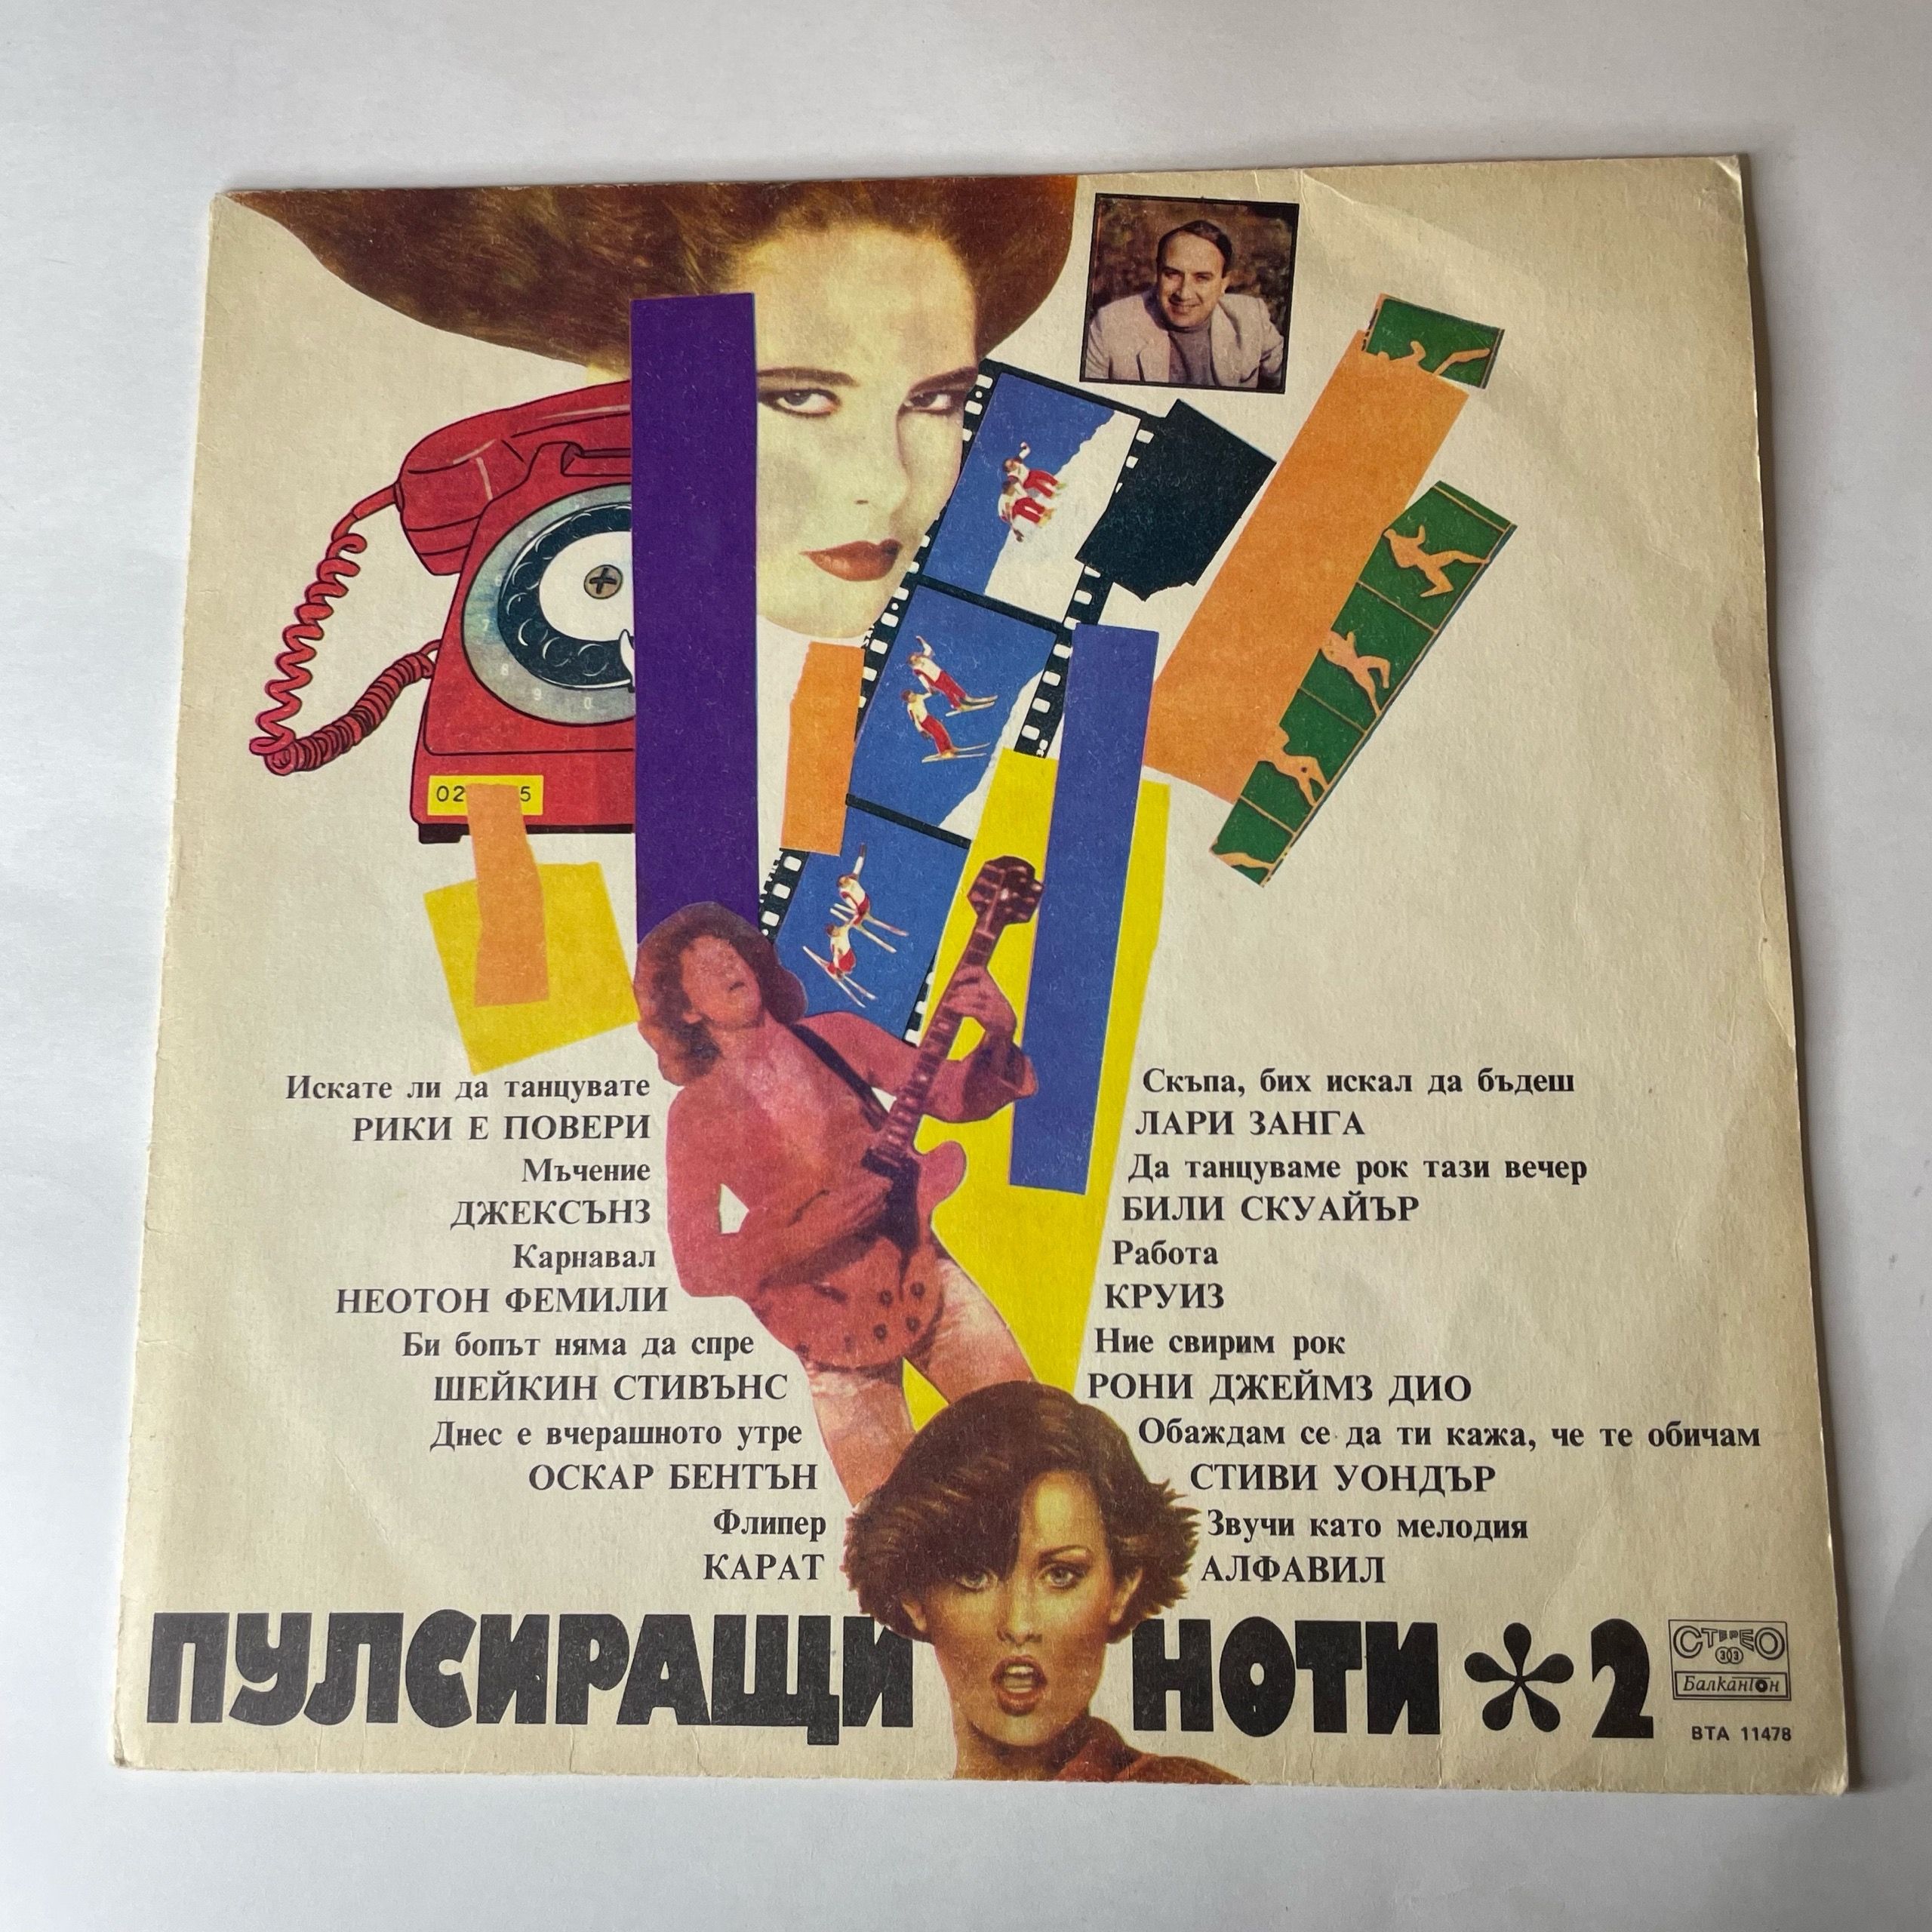 02 5
Искате ли да танцувате
РИКИ Е ПОВЕРИ
Мъчение
ДЖЕКСЪНЗ
Карнавал
НЕОТОН ФЕМИЛИ
Би бопът няма да спре
ШЕЙКИН СТИВЪНС
Днес е вчерашното утре
ОСКАР БЕНТЪН
Флипер
КАРАТ
Скъпа, бих искал да бъдеш
ЛАРИ ЗАНГА
Да танцуваме рок тази вечер
БИЛИ СКУАЙЪР
Работа
КРУИЗ
Ние свирим рок
РОНИ ДЖЕЙМЗ ДИО
Обаждам се да ти кажа, че те обичам
СТИВИ УОНДЪР
Звучи като мелодия
АЛФАВИЛ
ПУЛСИРАЩИ НОТИ * 2
СТЕРЕО
33
Балкантон
ВТА 11478